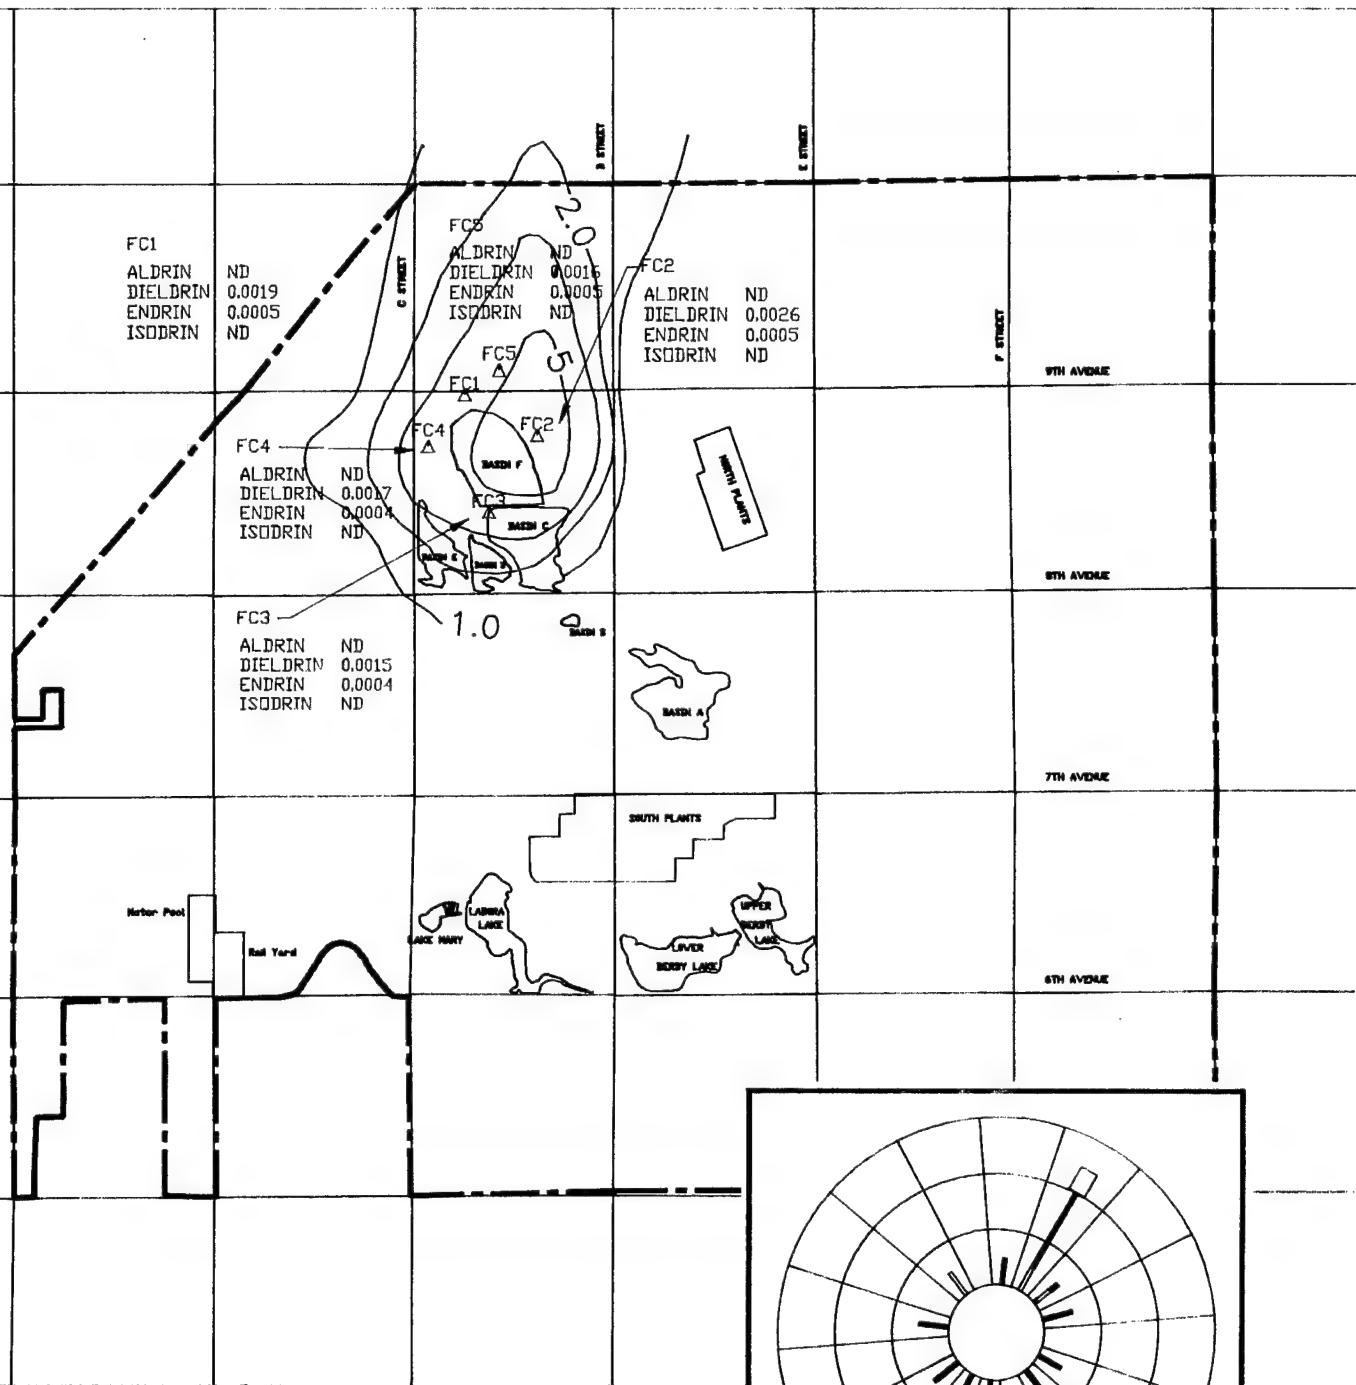 D STREET
E STREET
C STREET
F STREET
FC1
ALDRIN ND
DIELDRIN 0.0019
ENDRIN 0.0005
ISODRIN ND
FC5
ALDRIN ND
DIELDRIN 0.0016
ENDRIN 0.0005
ISODRIN ND
2.0
FC2
ALDRIN ND
DIELDRIN 0.0026
ENDRIN 0.0005
ISODRIN ND
5
FC5
FC1
FC4
FC2
BASIN F
FC3
BASIN C
BASIN E
BASIN D
NORTH PLANTS
9TH AVENUE
FC4
ALDRIN ND
DIELDRIN 0.0017
ENDRIN 0.0004
ISODRIN ND
8TH AVENUE
FC3
ALDRIN ND
DIELDRIN 0.0015
ENDRIN 0.0004
ISODRIN ND
1.0
BASIN B
BASIN A
7TH AVENUE
SOUTH PLANTS
Motor Pool
Rail Yard
LAKE MARY
LADORA
LAKE
UPPER
DERBY
LAKE
LOWER
DERBY LAKE
6TH AVENUE